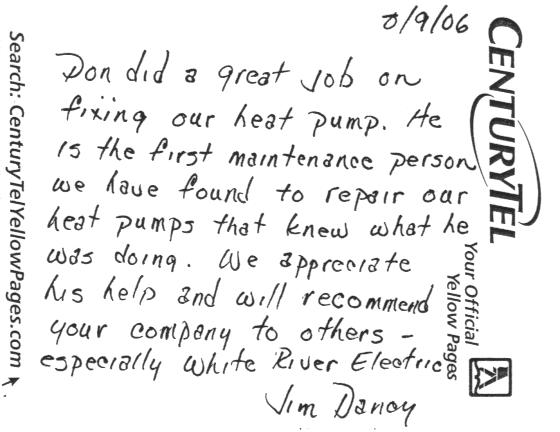 8/9/06
Don did a great job on
fixing our heat pump. He
is the first maintenance person
we have found to repair our
heat pumps that knew what he
was doing. We appreciate
his help and will recommend
your company to others -
especially White River Electric
Jim
CENTURYTEL
Your Official
Yellow Pages
Search: CenturyTelYellowPages.com